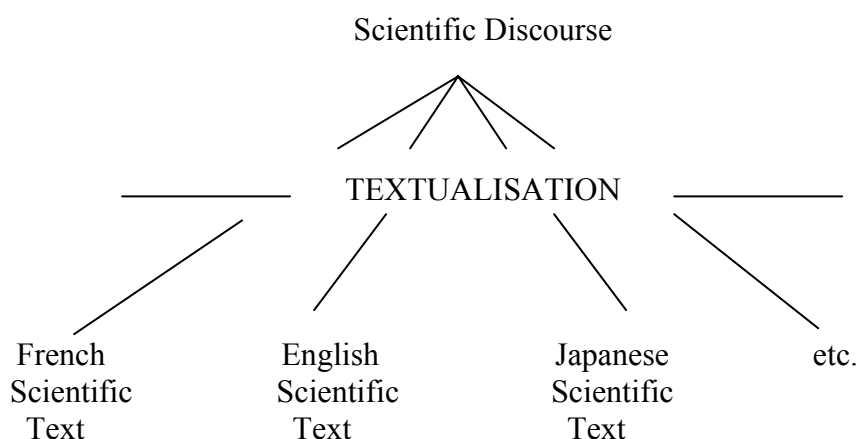 Scientific Discourse
TEXTUALISATION
French
Scientific
Text
English
Scientific
Text
Japanese
Scientific
Text
etc.